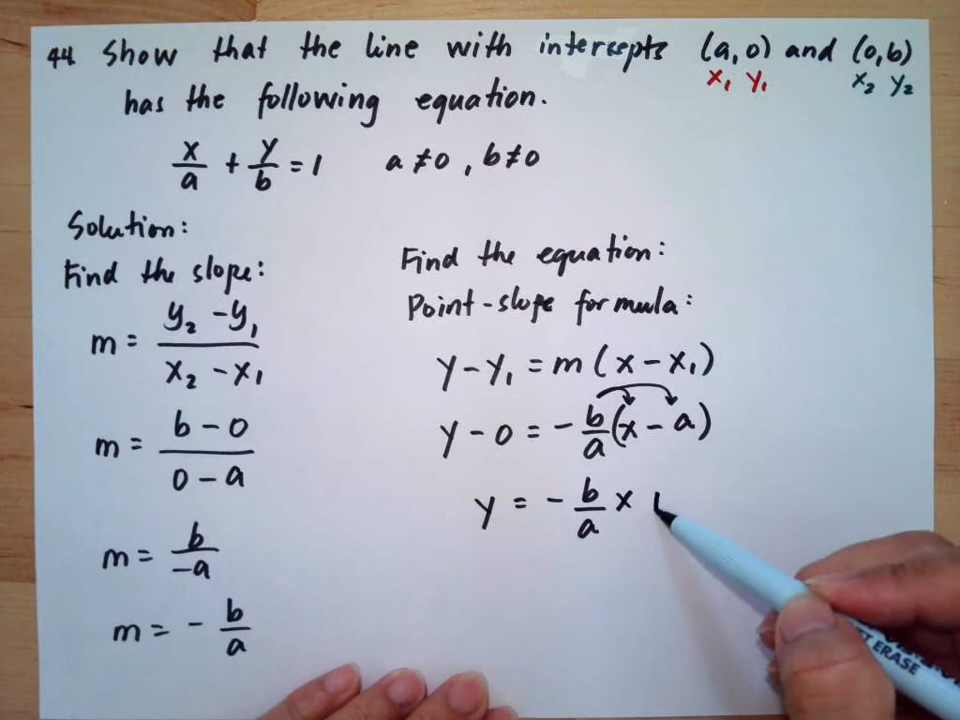 44 Show that the line with intercepts (a,0) and (0,b)
x₁ y₁ x₂ y₂
has the following equation.
x/a + y/b = 1 a ≠ 0, b ≠ 0
Solution:
Find the slope:
m = (y₂ - y₁)/(x₂ - x₁)
m = (b - 0)/(0 - a)
m = b/-a
m = - b/a
Find the equation:
Point-slope formula:
y - y₁ = m(x - x₁)
y - 0 = - b/a (x - a)
y = - b/a x
ERASE